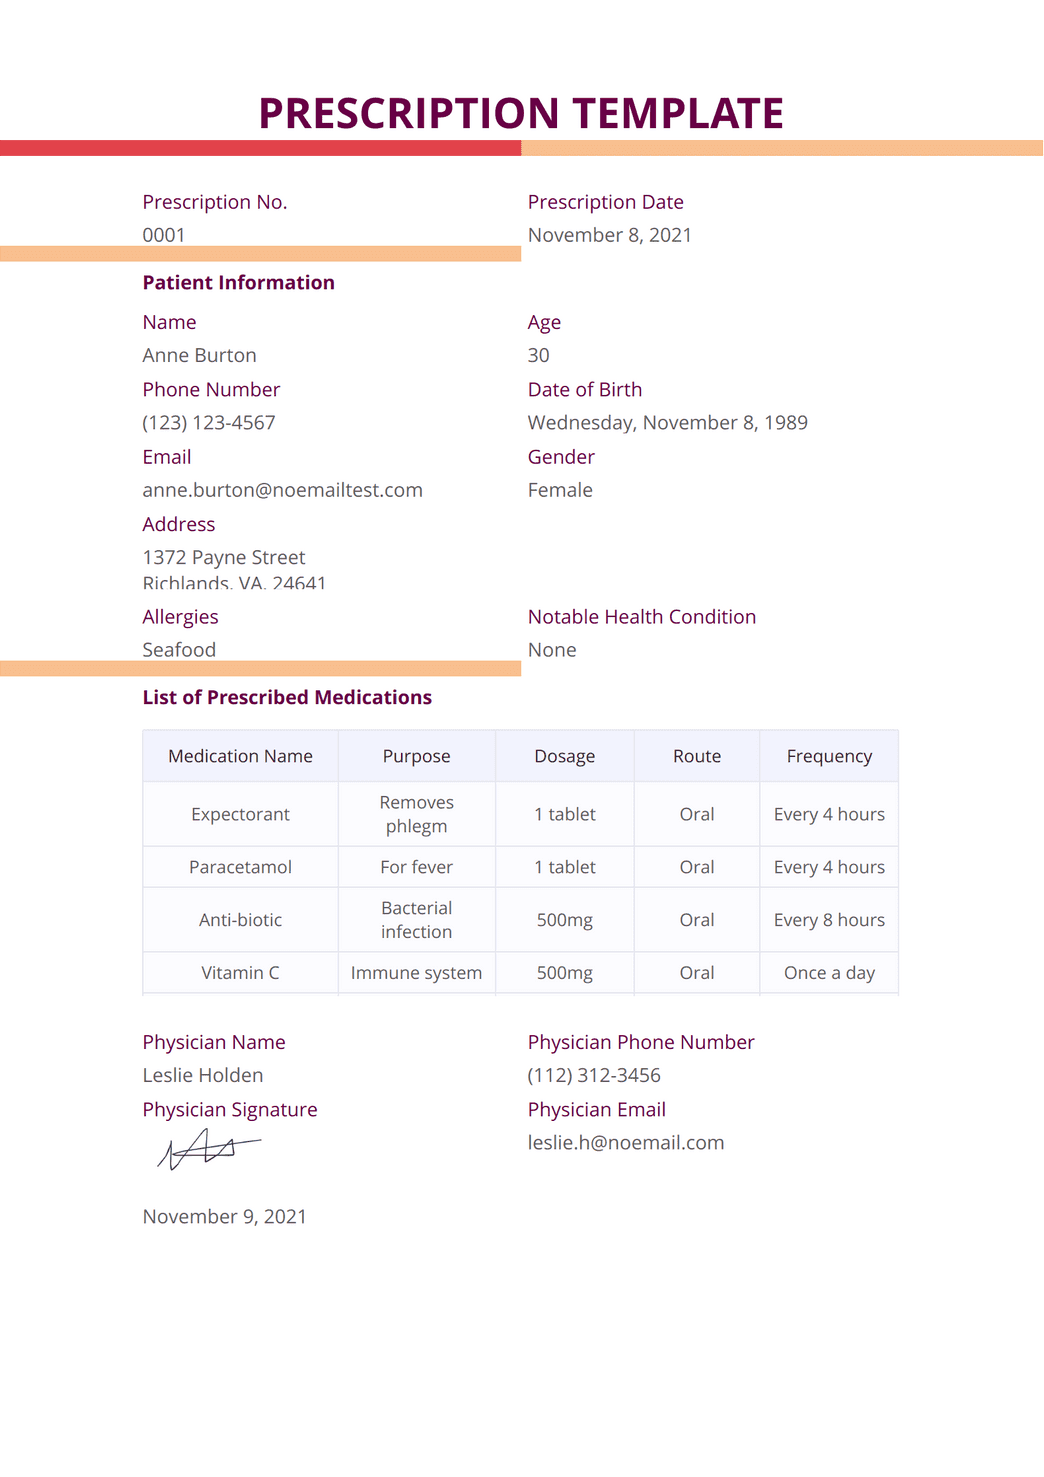 PRESCRIPTION TEMPLATE
Prescription No.
Prescription Date
0001
November 8, 2021
Patient Information
Name
Age
Anne Burton
30
Phone Number
Date of Birth
(123) 123-4567
Wednesday, November 8, 1989
Email
Gender
anne.burton@noemailtest.com
Female
Address
1372 Payne Street
Richlands, VA, 24641
Allergies
Notable Health Condition
Seafood
None
List of Prescribed Medications
Medication Name Purpose Dosage Route Frequency
Expectorant Removes phlegm 1 tablet Oral Every 4 hours
Paracetamol For fever 1 tablet Oral Every 4 hours
Anti-biotic Bacterial infection 500mg Oral Every 8 hours
Vitamin C Immune system 500mg Oral Once a day
Physician Name
Physician Phone Number
Leslie Holden
(112) 312-3456
Physician Signature
Physician Email
leslie.h@noemail.com
November 9, 2021